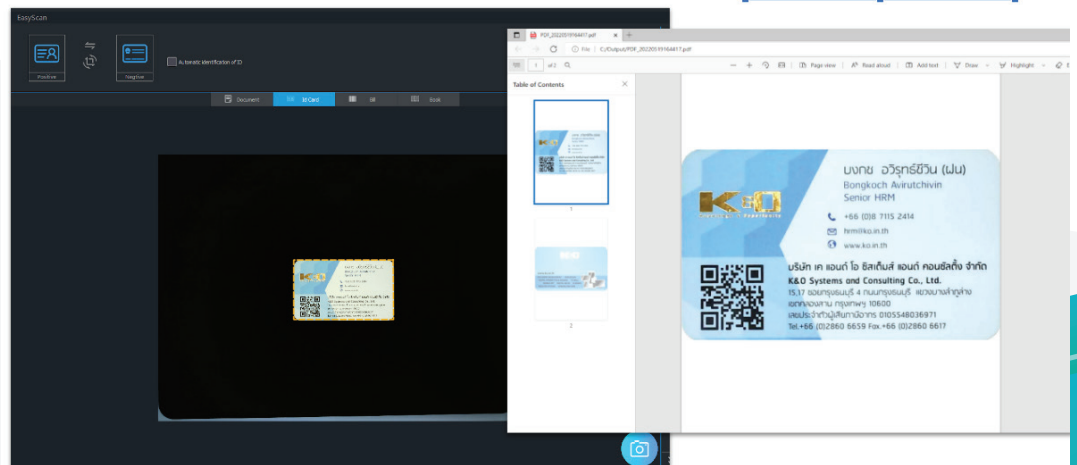 EasyScan
Positive
Negtive
Automatic Identification of ID
Document
Id Card
Bill
Book
PDF_20220519164417.pdf
File C:/Output/PDF_20220519164417.pdf
1 of 2
Page view
Read aloud
Add text
Draw
Highlight
Table of Contents
1
2
K&O
บงกช อวิรุทธ์ชีวิน (ฝน)
Bongkoch Avirutchivin
Senior HRM
+66 (0)8 7115 2414
hrm@ko.in.th
www.ko.in.th
บริษัท เค แอนด์ โอ ซิสเต็มส์ แอนด์ คอนซัลติ้ง จำกัด
K&O Systems and Consulting Co., Ltd.
15,17 ซอยกรุงธนบุรี 4 ถนนกรุงธนบุรี แขวงบางลำภูล่าง
เขตคลองสาน กรุงเทพฯ 10600
เลขประจำตัวผู้เสียภาษีอากร 0105548036971
Tel.+66 (0)2860 6659 Fax.+66 (0)2860 6617